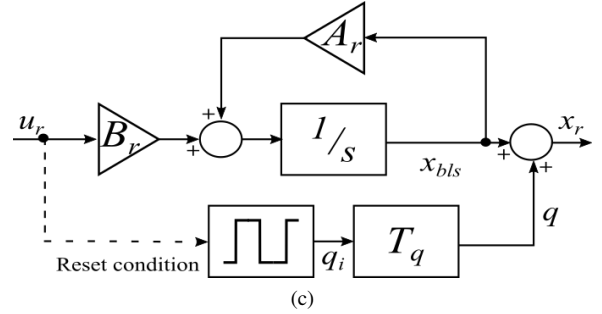 A_r
u_r
B_r
+
+
1/s
x_bls
+
+
x_r
Reset condition
q_i
T_q
q
(c)